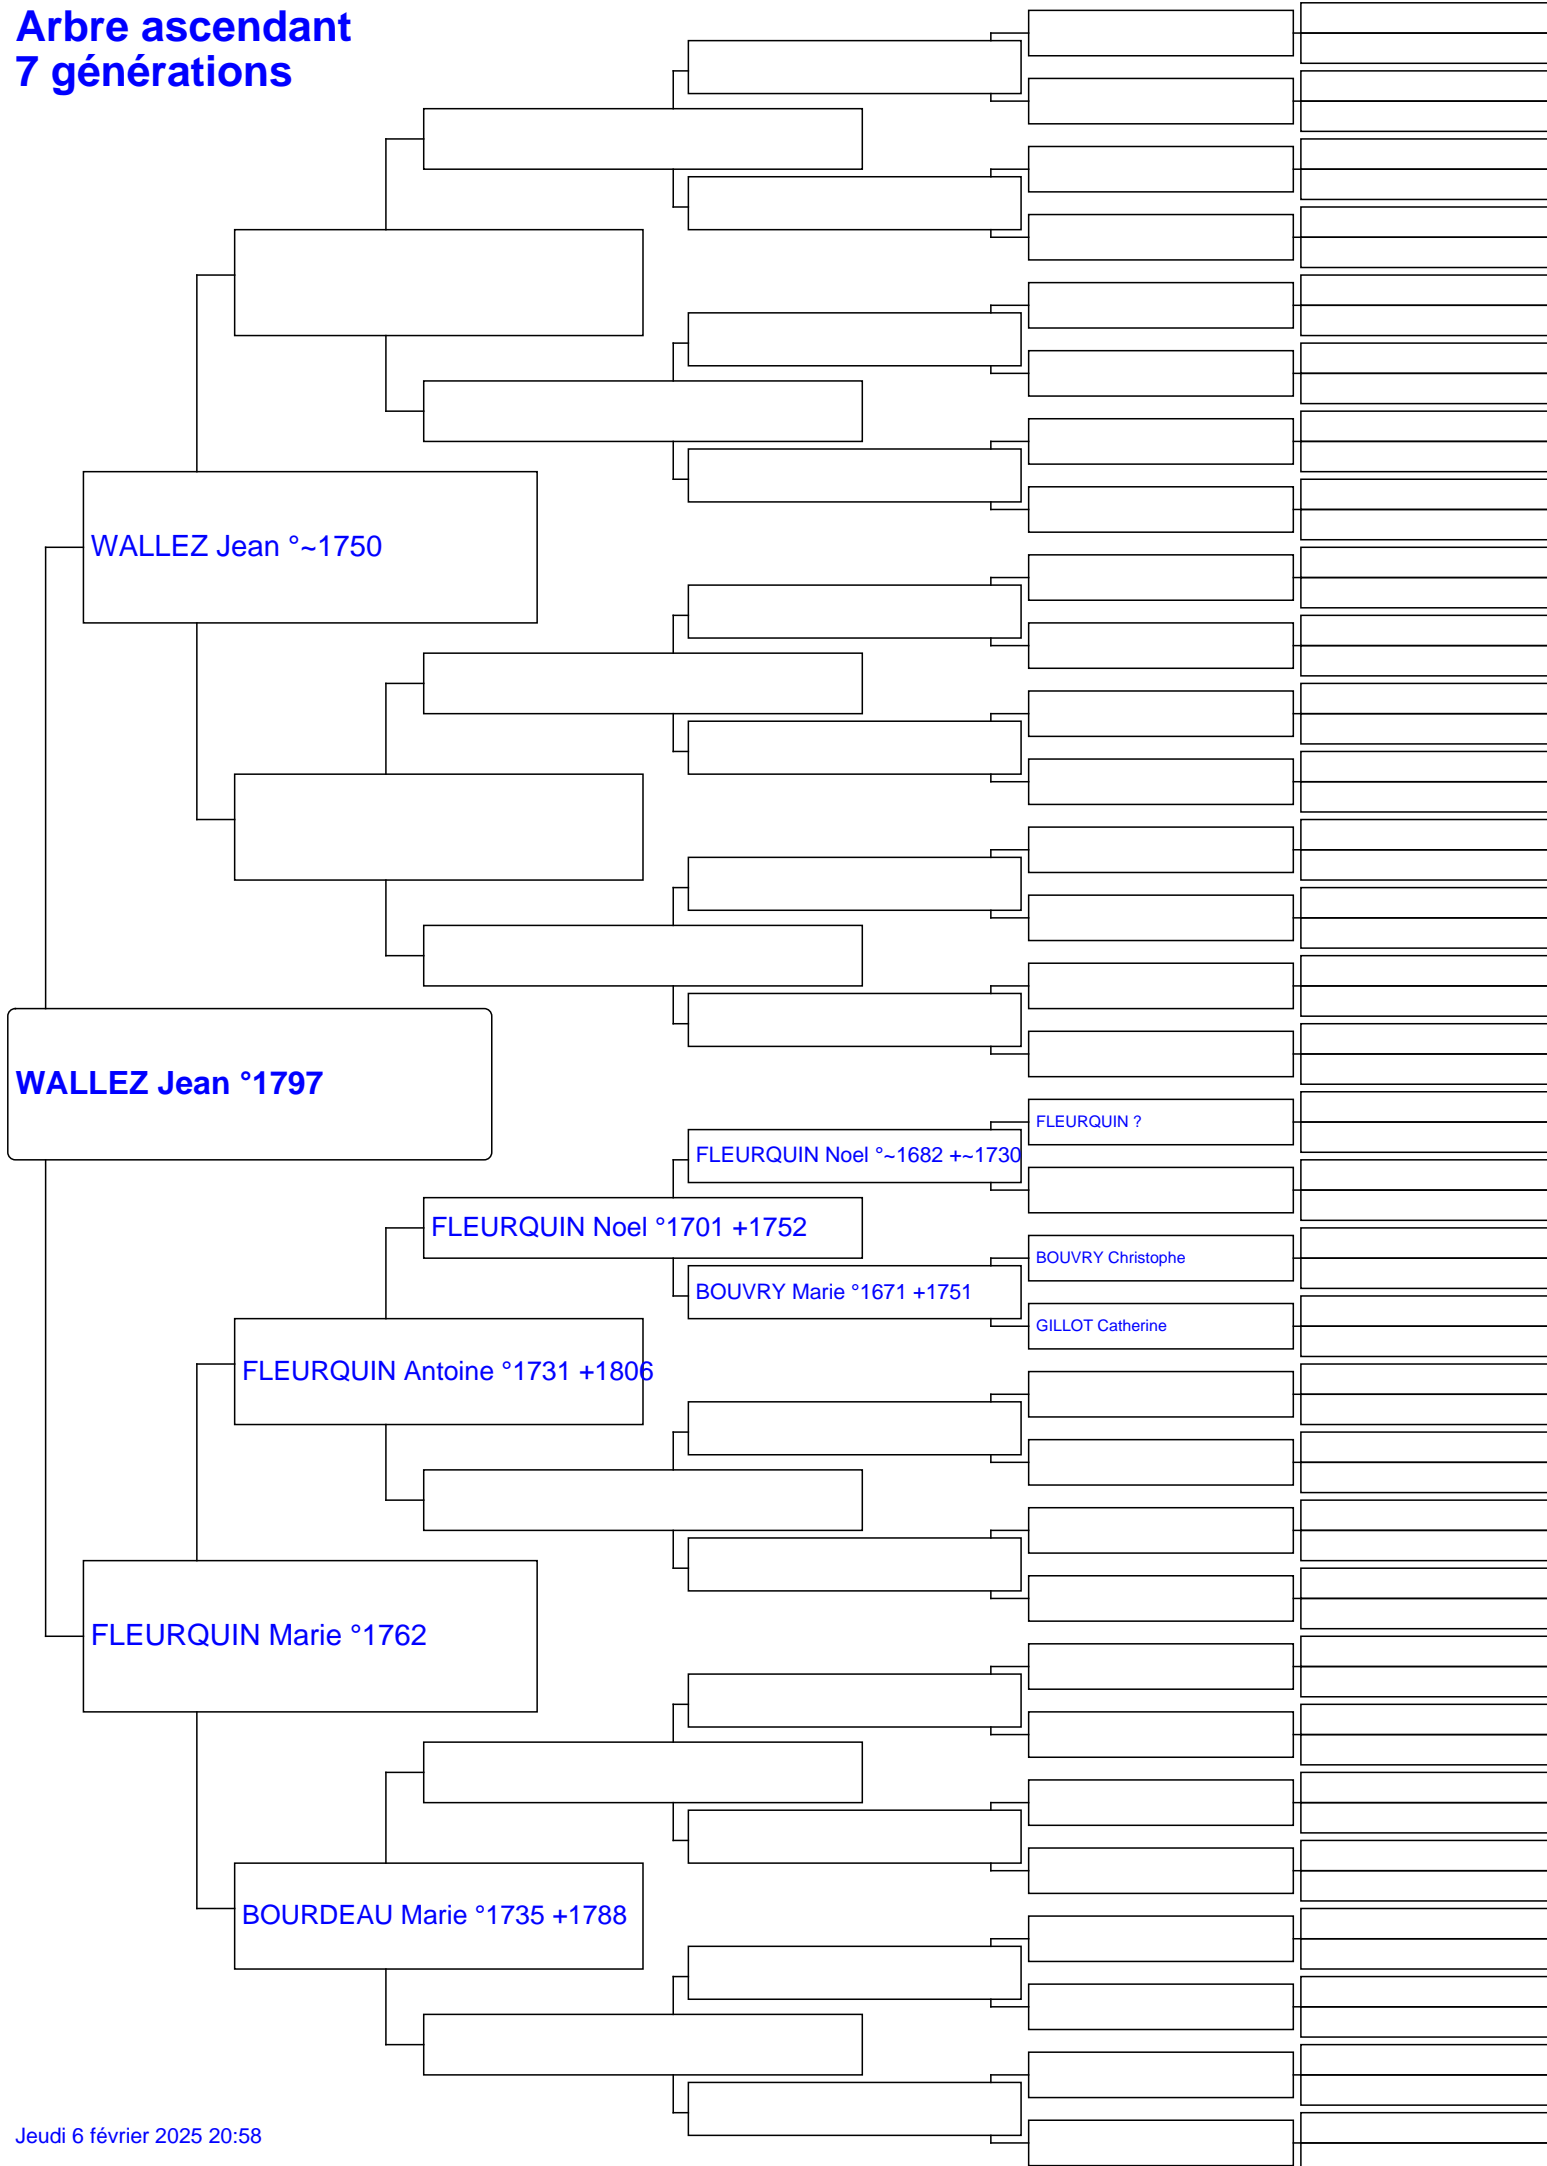 Arbre ascendant
7 générations
WALLEZ Jean °~1750
WALLEZ Jean °1797
FLEURQUIN ?
FLEURQUIN Noel °~1682 +~1730
FLEURQUIN Noel °1701 +1752
BOUVRY Christophe
BOUVRY Marie °1671 +1751
GILLOT Catherine
FLEURQUIN Antoine °1731 +1806
FLEURQUIN Marie °1762
BOURDEAU Marie °1735 +1788
Jeudi 6 février 2025 20:58